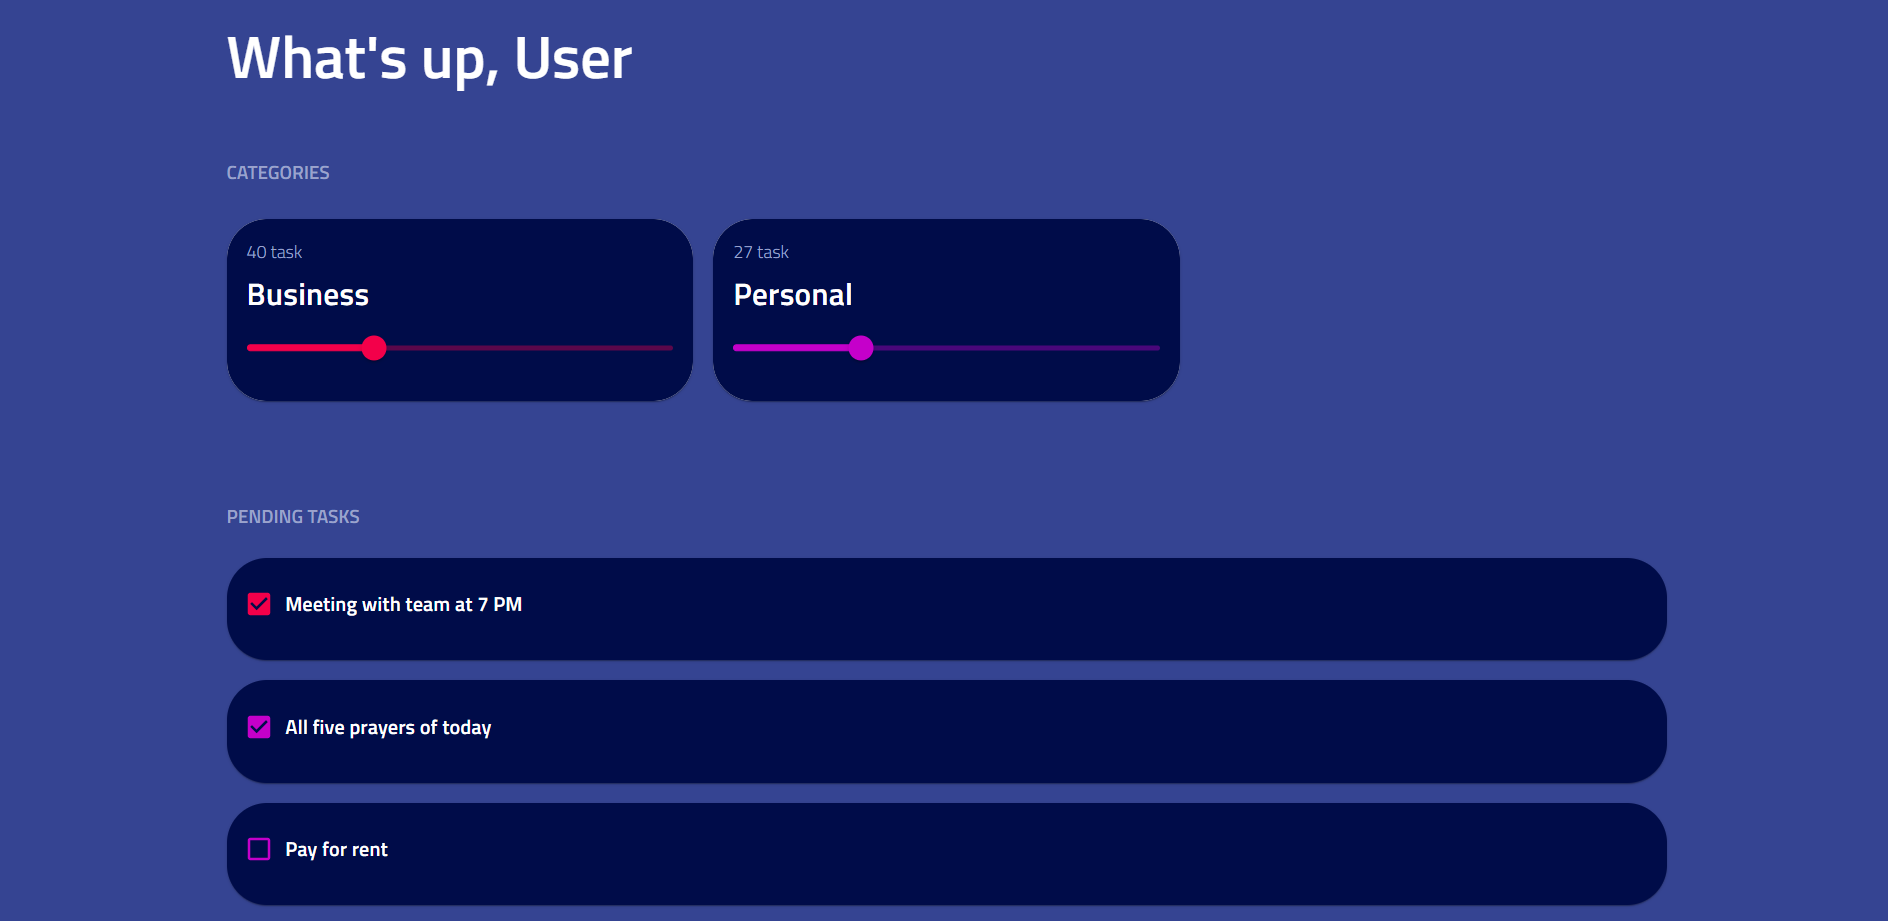 What's up, User
CATEGORIES
40 task
Business
27 task
Personal
PENDING TASKS
Meeting with team at 7 PM
All five prayers of today
Pay for rent